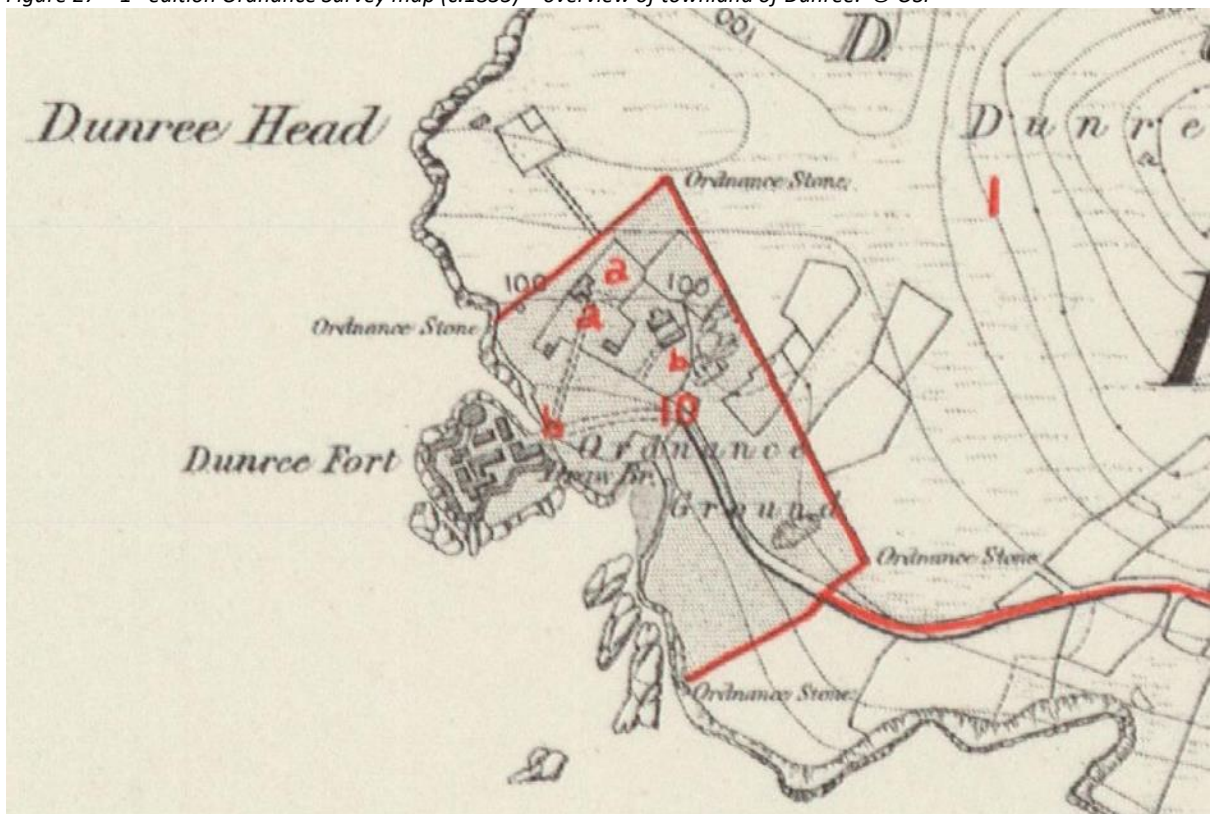 Dunree Head
D.
100
D u n r e
1
Ordnance Stone
a
100
100
Ordnance Stone
a
b
Dunree Fort
b
10
Ordnance
Draw Br.
Ground
Ordnance Stone
Ordnance Stone